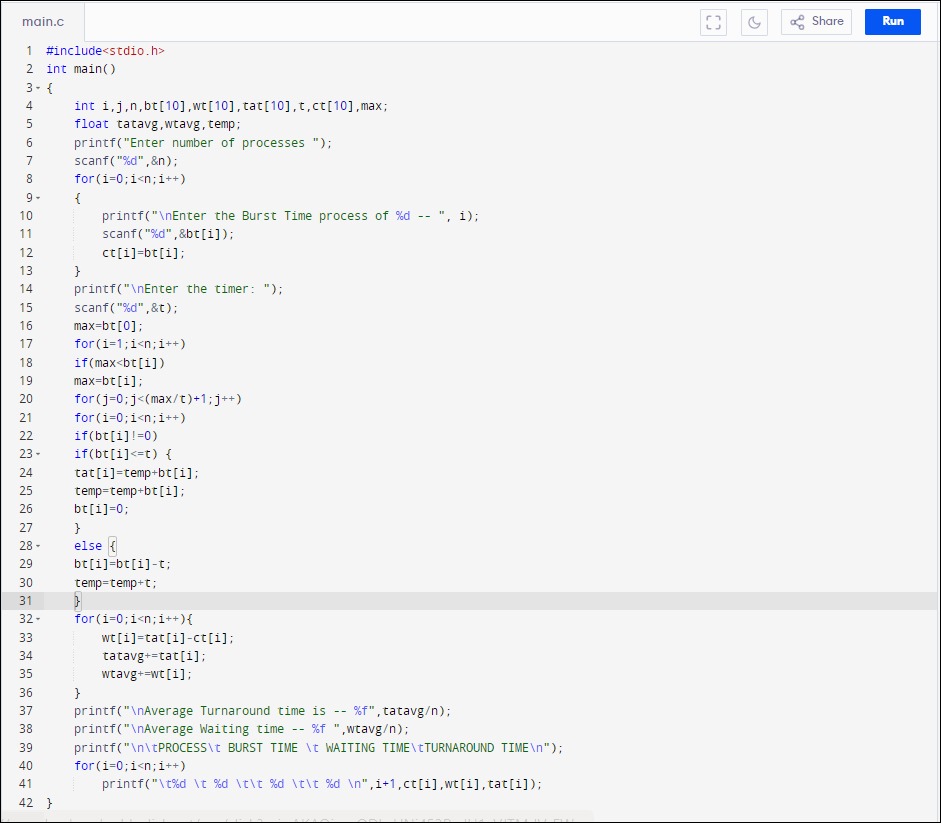 main.c
Share
Run
1 #include<stdio.h>
2 int main()
3 {
4     int i,j,n,bt[10],wt[10],tat[10],t,ct[10],max;
5     float tatavg,wtavg,temp;
6     printf("Enter number of processes ");
7     scanf("%d",&n);
8     for(i=0;i<n;i++)
9     {
10         printf("\nEnter the Burst Time process of %d -- ", i);
11         scanf("%d",&bt[i]);
12         ct[i]=bt[i];
13     }
14     printf("\nEnter the timer: ");
15     scanf("%d",&t);
16     max=bt[0];
17     for(i=1;i<n;i++)
18     if(max<bt[i])
19     max=bt[i];
20     for(j=0;j<(max/t)+1;j++)
21     for(i=0;i<n;i++)
22     if(bt[i]!=0)
23     if(bt[i]<=t) {
24     tat[i]=temp+bt[i];
25     temp=temp+bt[i];
26     bt[i]=0;
27     }
28     else {
29     bt[i]=bt[i]-t;
30     temp=temp+t;
31     }
32     for(i=0;i<n;i++){
33         wt[i]=tat[i]-ct[i];
34         tatavg+=tat[i];
35         wtavg+=wt[i];
36     }
37     printf("\nAverage Turnaround time is -- %f",tatavg/n);
38     printf("\nAverage Waiting time -- %f ",wtavg/n);
39     printf("\n\tPROCESS\t BURST TIME \t WAITING TIME\tTURNAROUND TIME\n");
40     for(i=0;i<n;i++)
41         printf("\t%d \t %d \t\t %d \t\t %d \n",i+1,ct[i],wt[i],tat[i]);
42 }